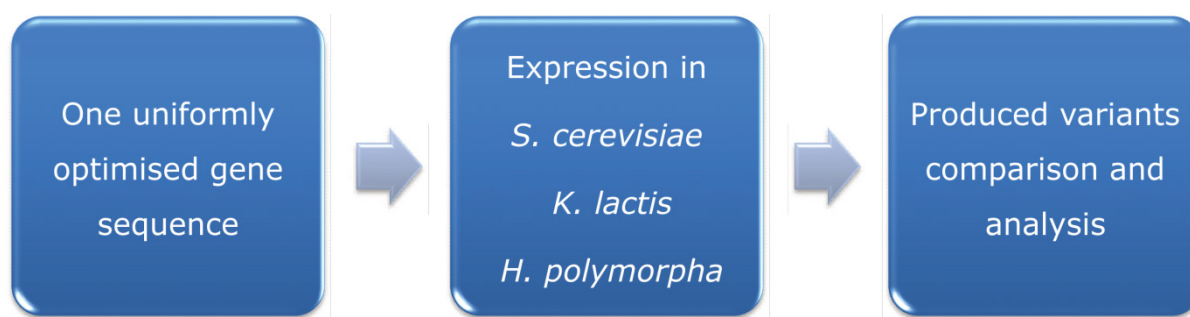 One uniformly
optimised gene
sequence
Expression in
S. cerevisiae
K. lactis
H. polymorpha
Produced variants
comparison and
analysis